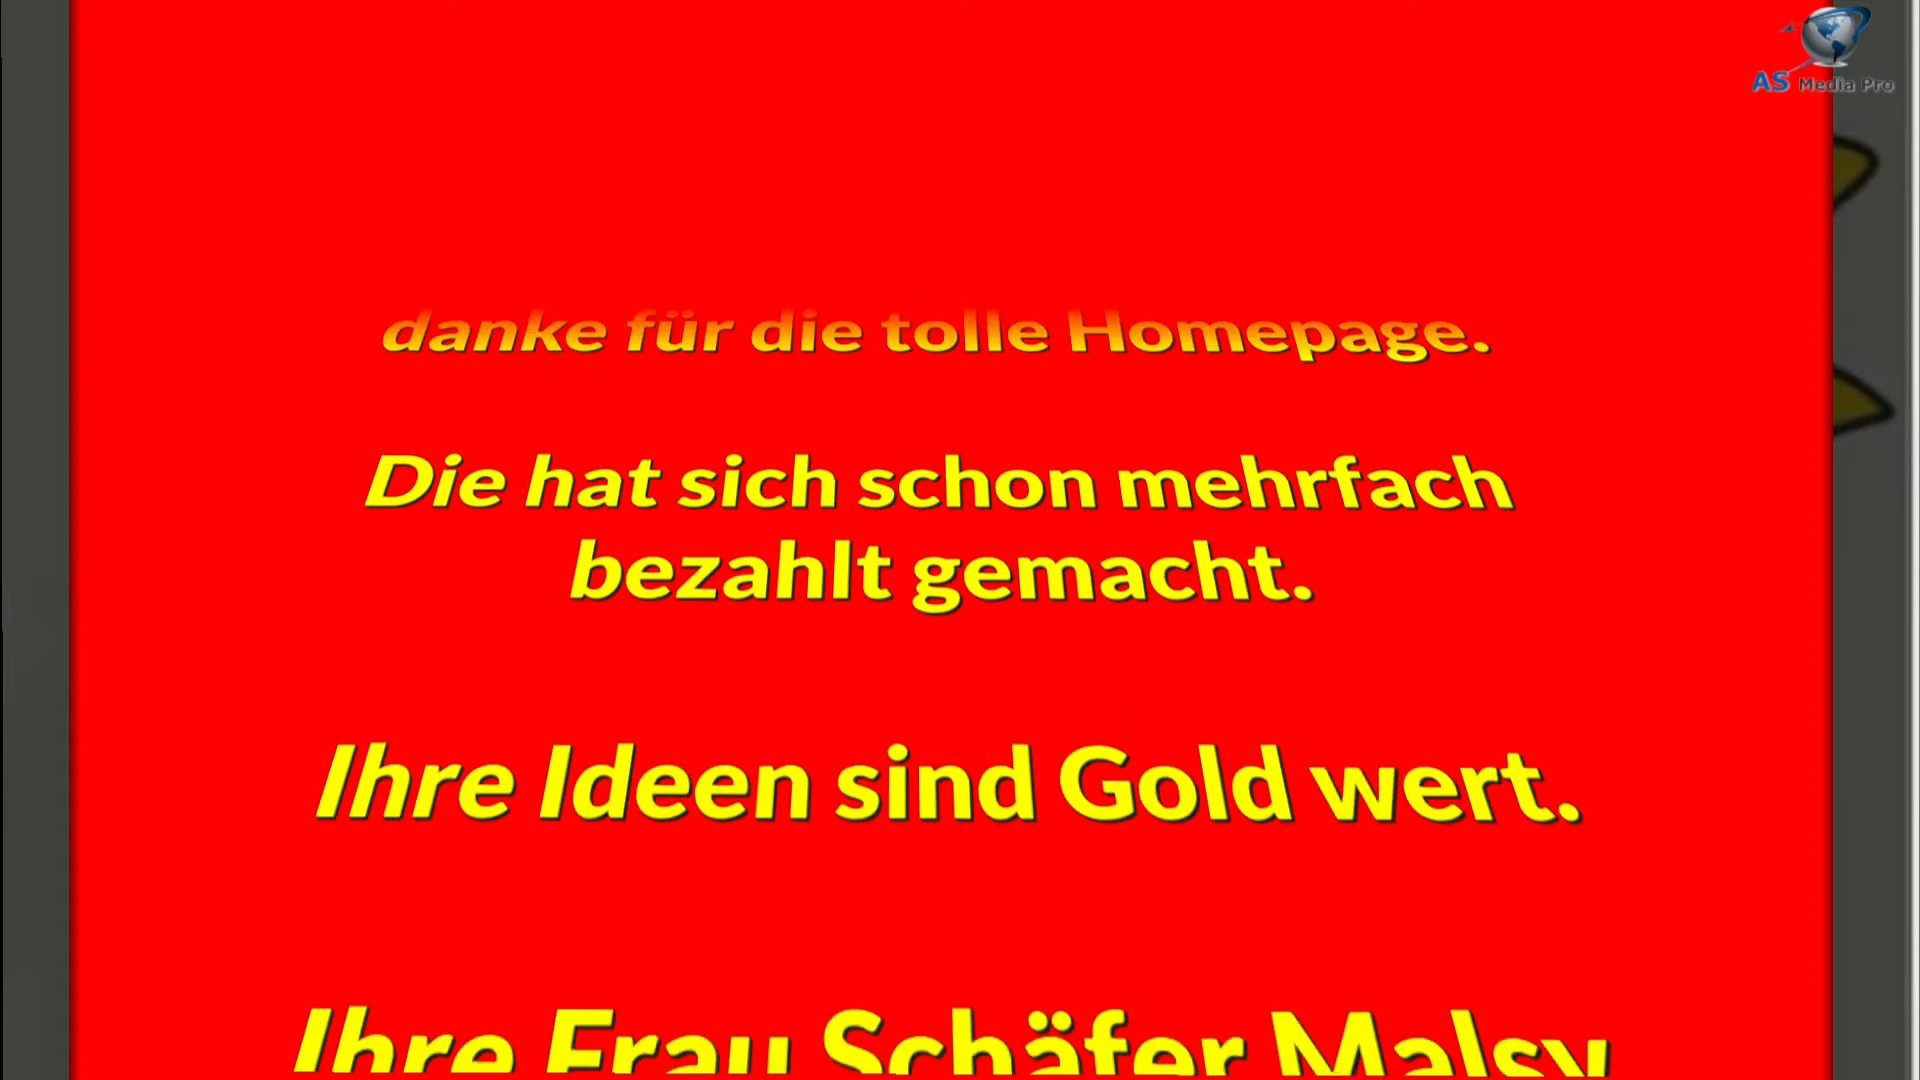 AS Media Pro
danke für die tolle Homepage.
Die hat sich schon mehrfach
bezahlt gemacht.
Ihre Ideen sind Gold wert.
Ihre Frau Schäfer Malsy